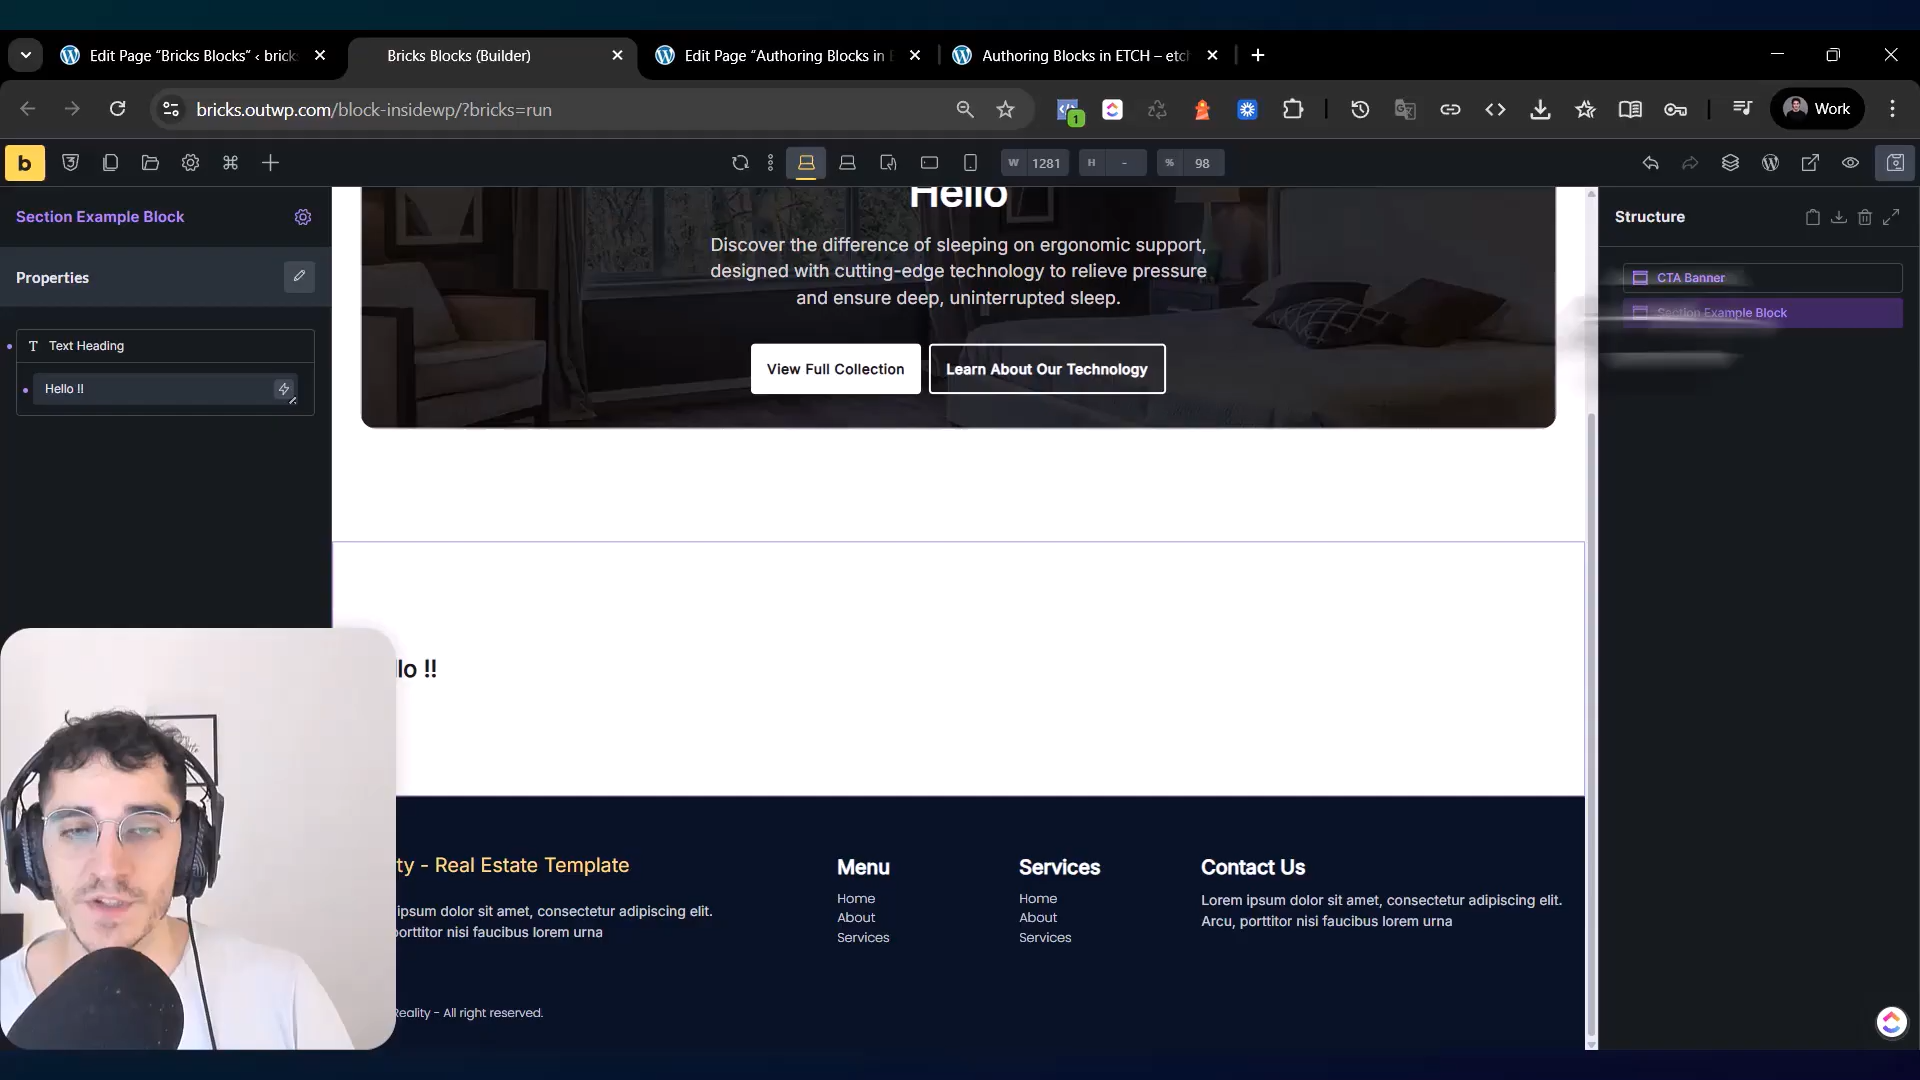 Edit Page “Bricks Blocks” ‹ brick
Bricks Blocks (Builder)
Edit Page “Authoring Blocks in E
Authoring Blocks in ETCH – etc
bricks.outwp.com/block-insidewp/?bricks=run
1
Work
b
W 1281
H -
% 98
Section Example Block
Properties
T Text Heading
Hello !!
Hello
Discover the difference of sleeping on ergonomic support,
designed with cutting-edge technology to relieve pressure
and ensure deep, uninterrupted sleep.
View Full Collection
Learn About Our Technology
lo !!
ty - Real Estate Template
ipsum dolor sit amet, consectetur adipiscing elit.
porttitor nisi faucibus lorem urna
Reality - All right reserved.
Menu
Home
About
Services
Services
Home
About
Services
Contact Us
Lorem ipsum dolor sit amet, consectetur adipiscing elit.
Arcu, porttitor nisi faucibus lorem urna
Structure
CTA Banner
Section Example Block